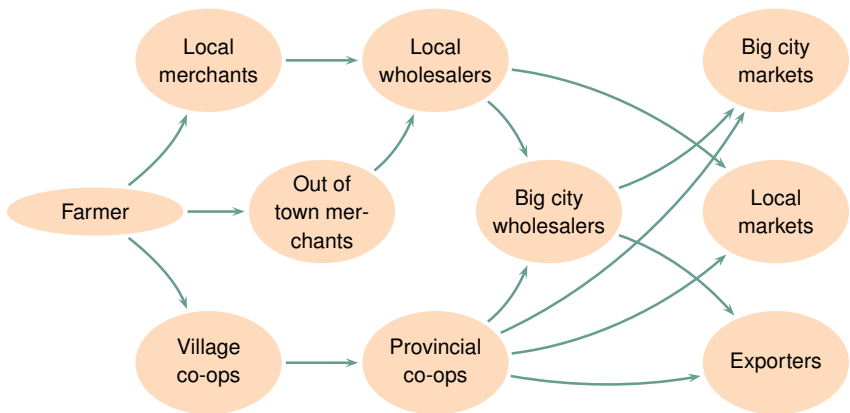 Local
merchants
Local
wholesalers
Big city
markets
Farmer
Out of
town mer-
chants
Big city
wholesalers
Local
markets
Village
co-ops
Provincial
co-ops
Exporters